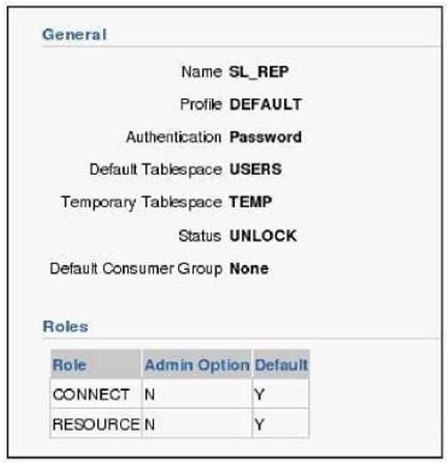 General
Name SL_REP
Profile DEFAULT
Authentication Password
Default Tablespace USERS
Temporary Tablespace TEMP
Status UNLOCK
Default Consumer Group None
Roles
Role Admin Option Default
CONNECT N Y
RESOURCE N Y